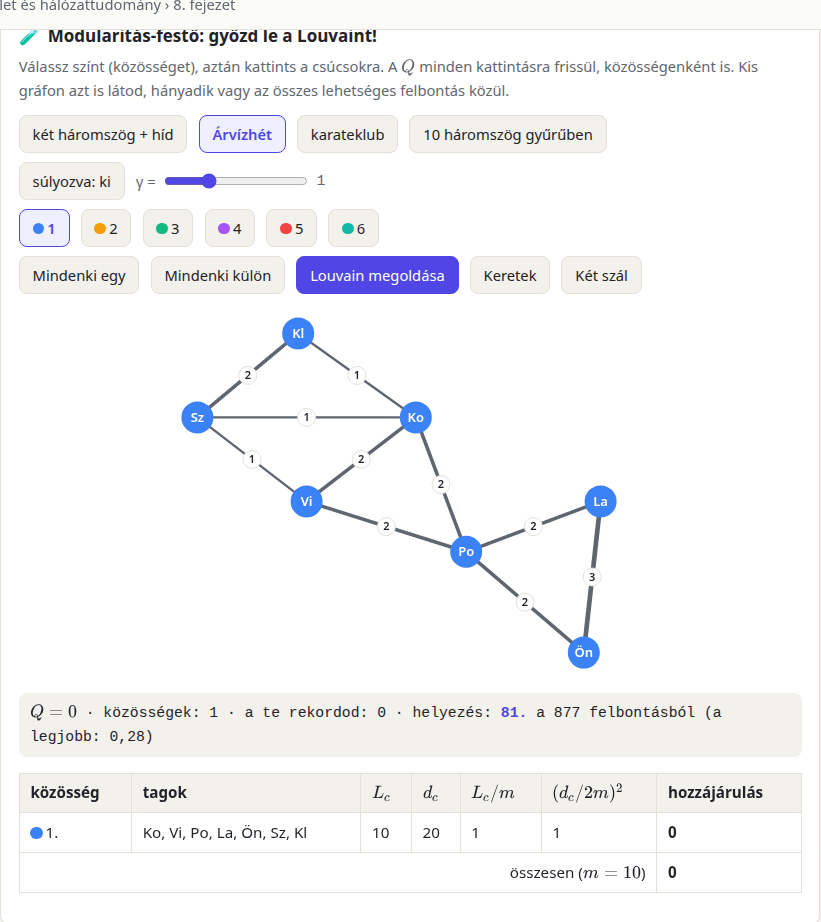 let és hálózattudomány › 8. fejezet
🧪 Modularitás-festő: győzd le a Louvaint!
Válassz színt (közösséget), aztán kattints a csúcsokra. A Q minden kattintásra frissül, közösségenként is. Kis
gráfon azt is látod, hányadik vagy az összes lehetséges felbontás közül.
két háromszög + híd Árvízhét karateklub 10 háromszög gyűrűben
súlyozva: ki γ = 1
1 2 3 4 5 6
Mindenki egy Mindenki külön Louvain megoldása Keretek Két szál
Kl
2 1
Sz 1 Ko
1 2
2
Vi La
2 2
Po
3
2
Ön
Q = 0 · közösségek: 1 · a te rekordod: 0 · helyezés: 81. a 877 felbontásból (a
legjobb: 0,28)
közösség tagok L_c d_c L_c/m (d_c/2m)² hozzájárulás
1. Ko, Vi, Po, La, Ön, Sz, Kl 10 20 1 1 0
összesen (m = 10) 0